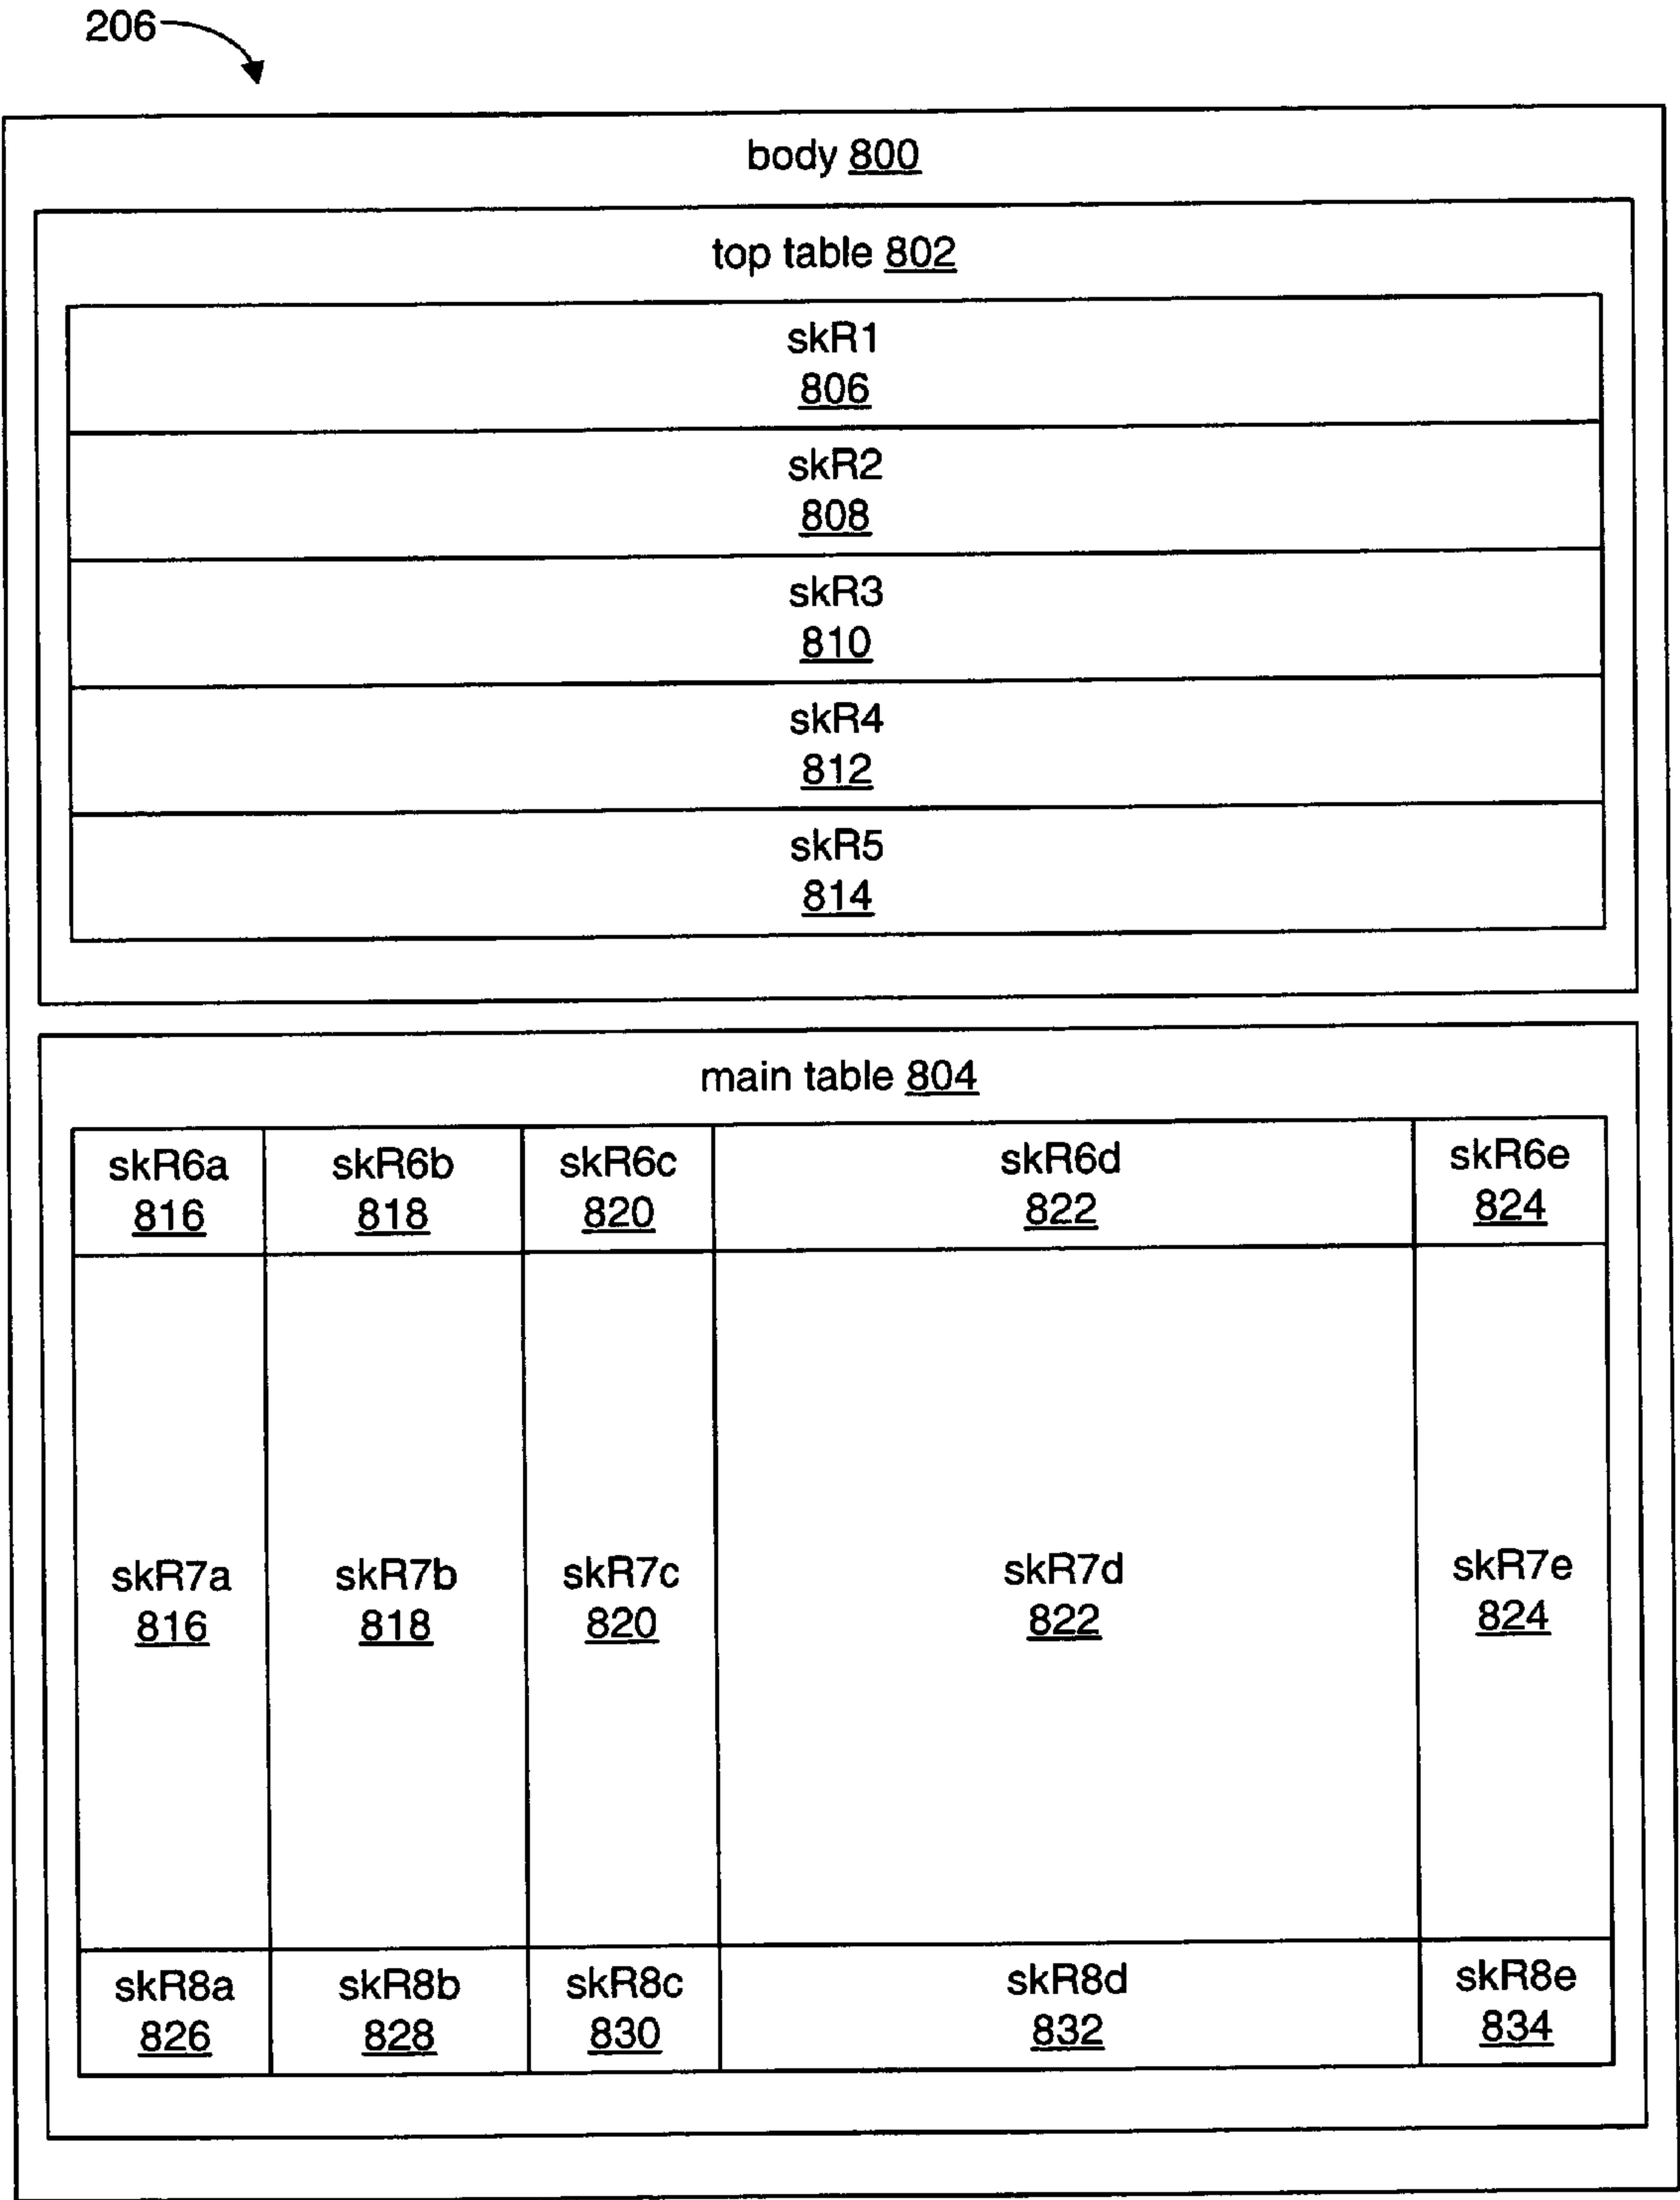 206
body 800
top table 802
skR1
806
skR2
808
skR3
810
skR4
812
skR5
814
main table 804
skR6a skR6b skR6c skR6d skR6e
816 818 820 822 824
skR7a skR7b skR7c skR7d skR7e
816 818 820 822 824
skR8a skR8b skR8c skR8d skR8e
826 828 830 832 834